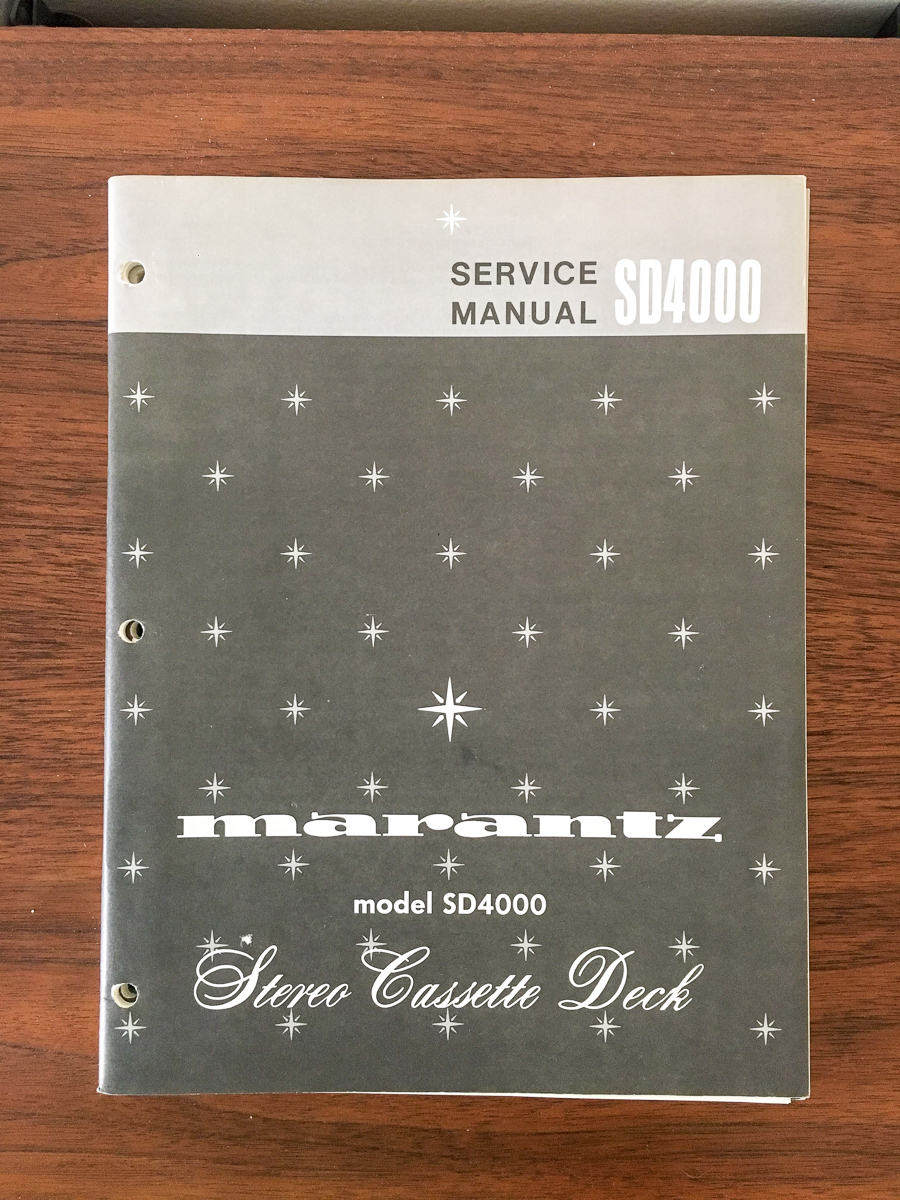 SERVICE
MANUAL SD4000
marantz
model SD4000
Stereo Cassette Deck